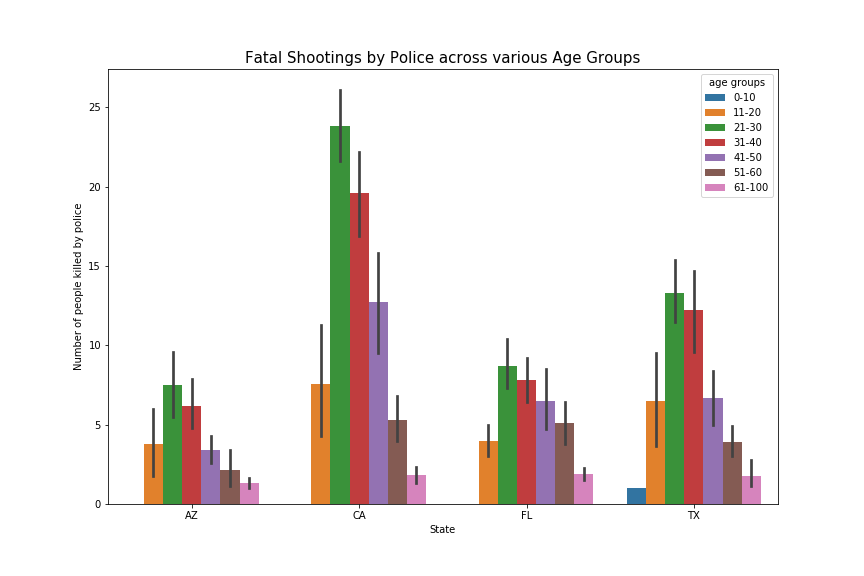 Fatal Shootings by Police across various Age Groups
age groups
0-10
11-20
21-30
31-40
41-50
51-60
61-100
Number of people killed by police
25
20
15
10
5
0
AZ
CA
FL
TX
State